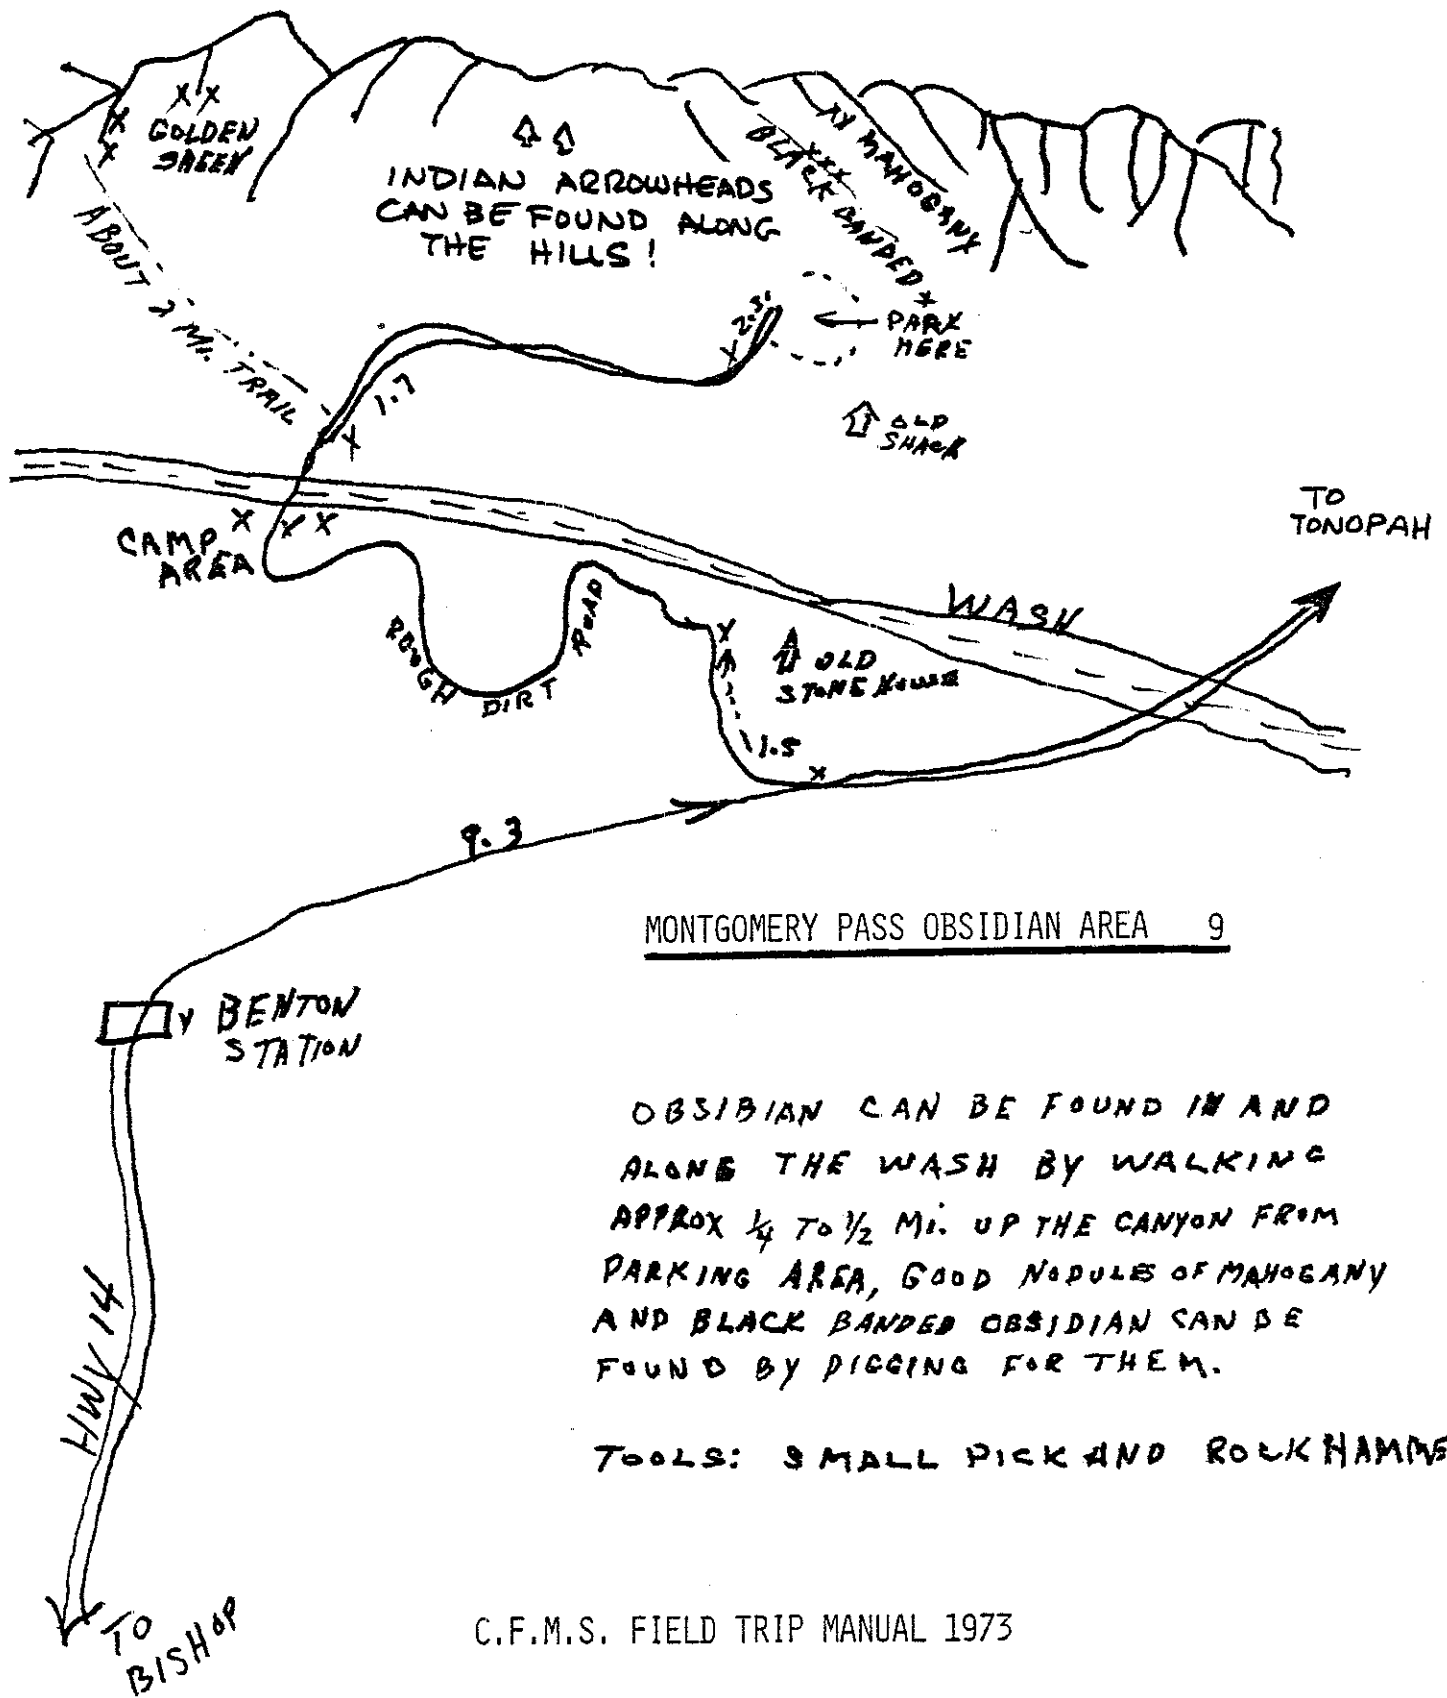 GOLDEN
SHEEN
INDIAN ARROWHEADS
CAN BE FOUND ALONG
THE HILLS!
BLACK BANDED
MAHOGANY
ABOUT 2 MI. TRAIL
1.7
2.5
PARK
HERE
OLD
SHACK
CAMP
AREA
TO
TONOPAH
ROUGH DIRT ROAD
WASH
OLD
STONE HOUSE
1.5
9.3
MONTGOMERY PASS OBSIDIAN AREA 9
BENTON
STATION
OBSIBIAN CAN BE FOUND IN AND
ALONG THE WASH BY WALKING
APPROX 1/4 TO 1/2 Mi. UP THE CANYON FROM
PARKING AREA, GOOD NODULES OF MAHOGANY
AND BLACK BANDED OBSIDIAN CAN BE
FOUND BY DIGGING FOR THEM.
HWY 14
TOOLS: SMALL PICK AND ROCK HAMME
TO
BISHOP
C.F.M.S. FIELD TRIP MANUAL 1973